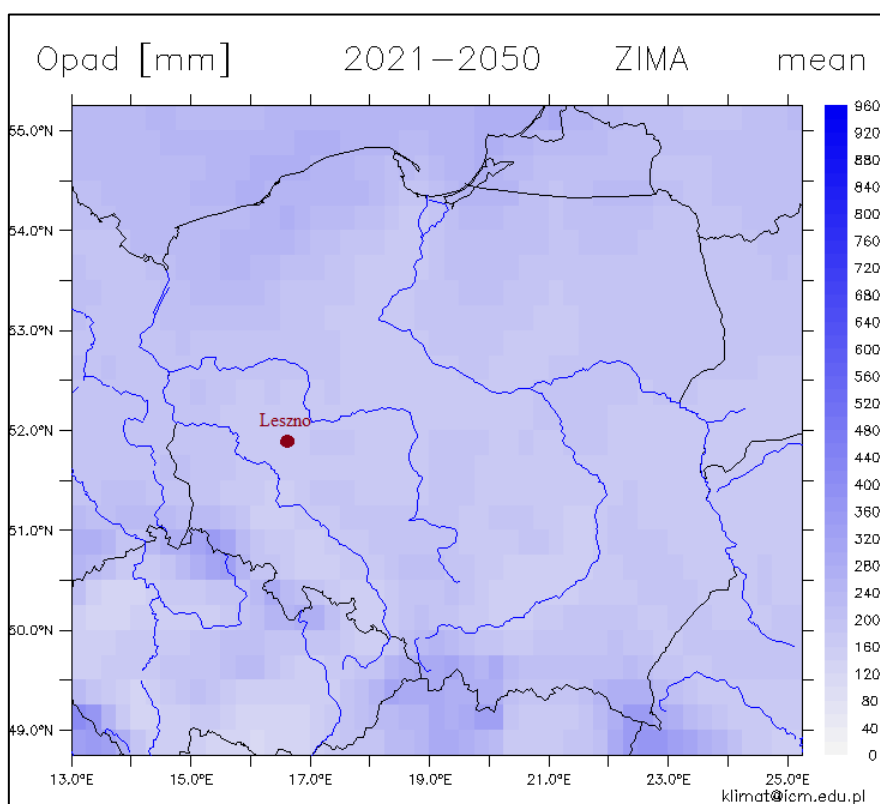 Opad [mm] 2021-2050 ZIMA mean
55.0°N
54.0°N
53.0°N
52.0°N
51.0°N
50.0°N
49.0°N
Leszno
13.0°E 15.0°E 17.0°E 19.0°E 21.0°E 23.0°E 25.0°E
960
920
880
840
800
760
720
680
640
600
560
520
480
440
400
360
320
280
240
200
160
120
80
40
0
klimat@icm.edu.pl